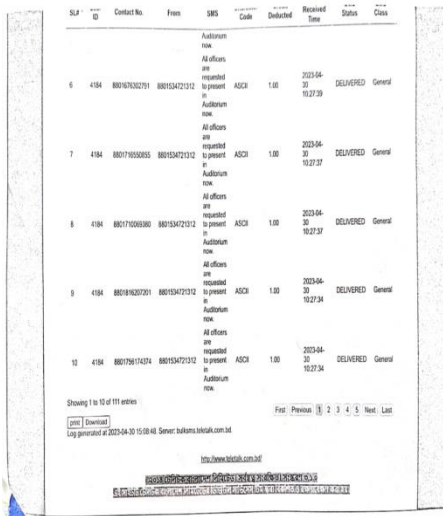 SL#
ID
Contact No.
From
SMS
Code
Deducted
Received
Time
Status
Class
Auditorium
now.
6
4184
8801676202791
8801534721312
All officers
are
requested
to present
in
Auditorium
now.
ASCII
1.00
2023-04-
30
10:27:39
DELIVERED
General
7
4184
8801716550855
8801534721312
All officers
are
requested
to present
in
Auditorium
now.
ASCII
1.00
2023-04-
30
10:27:37
DELIVERED
General
8
4184
8801710069360
8801534721312
All officers
are
requested
to present
in
Auditorium
now.
ASCII
1.00
2023-04-
30
10:27:37
DELIVERED
General
9
4184
8801816207201
8801534721312
All officers
are
requested
to present
in
Auditorium
now.
ASCII
1.00
2023-04-
30
10:27:34
DELIVERED
General
10
4184
8801756174374
8801534721312
All officers
are
requested
to present
in
Auditorium
now.
ASCII
1.00
2023-04-
30
10:27:34
DELIVERED
General
Showing 1 to 10 of 111 entries
First Previous 1 2 3 4 5 Next Last
print Download
Log generated at 2023-04-30 15:08:48. Server: bulksms.teletalk.com.bd.
http://www.teletalk.com.bd/